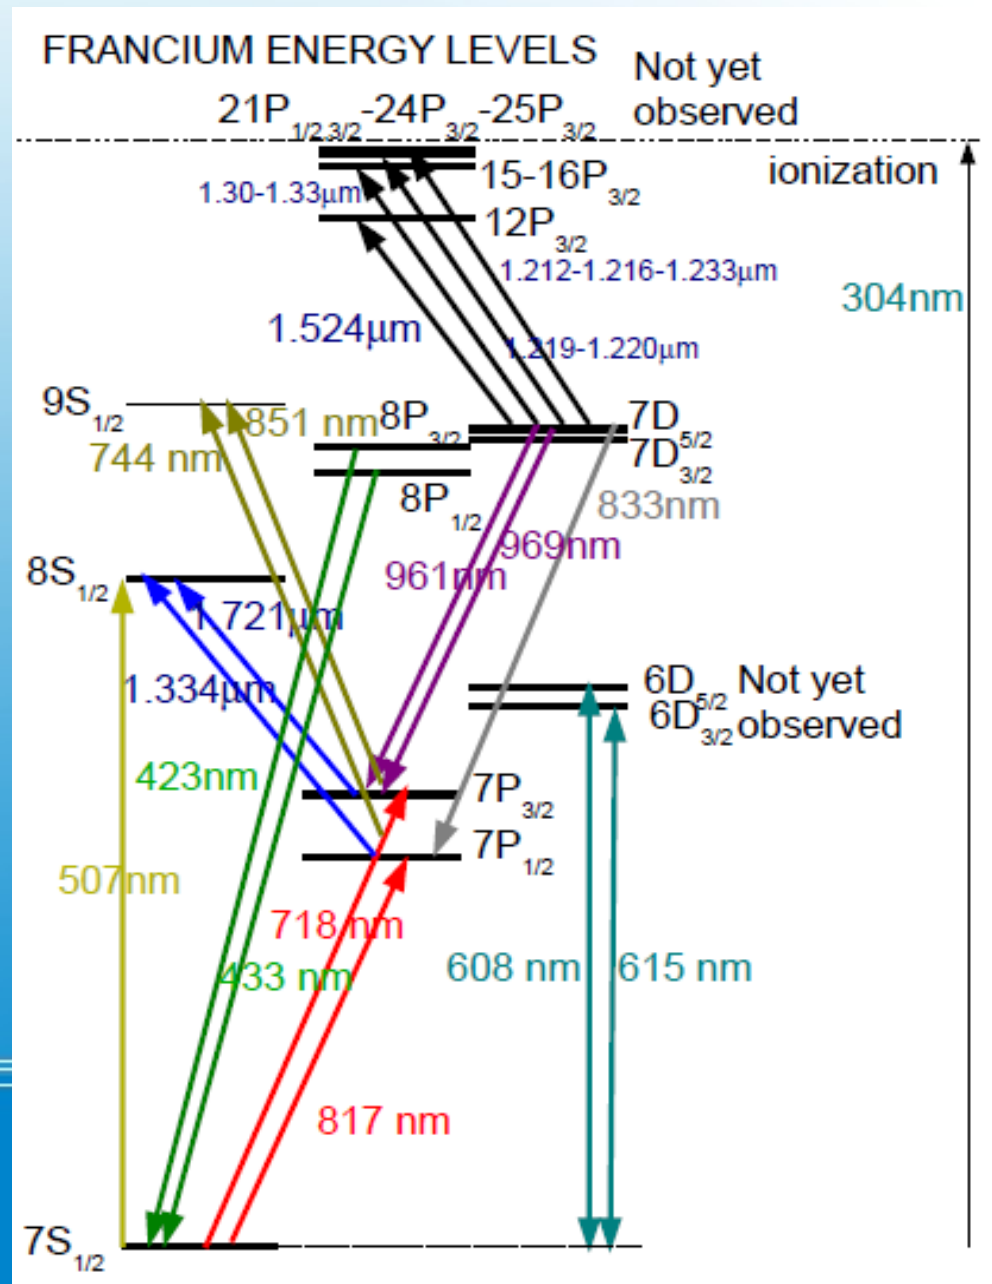 FRANCIUM ENERGY LEVELS
Not yet
observed
21P1/2,3/2-24P3/2-25P3/2
ionization
15-16P3/2
1.30-1.33μm
12P3/2
1.212-1.216-1.233μm
304nm
1.524μm
1.219-1.220μm
9S1/2
851 nm
8P3/2
7D5/2
744 nm
7D3/2
8P1/2
833nm
969nm
961nm
8S1/2
1.721μm
1.334μm
6D5/2 Not yet
6D3/2 observed
423nm
7P3/2
7P1/2
507nm
718 nm
433 nm
608 nm
615 nm
817 nm
7S1/2